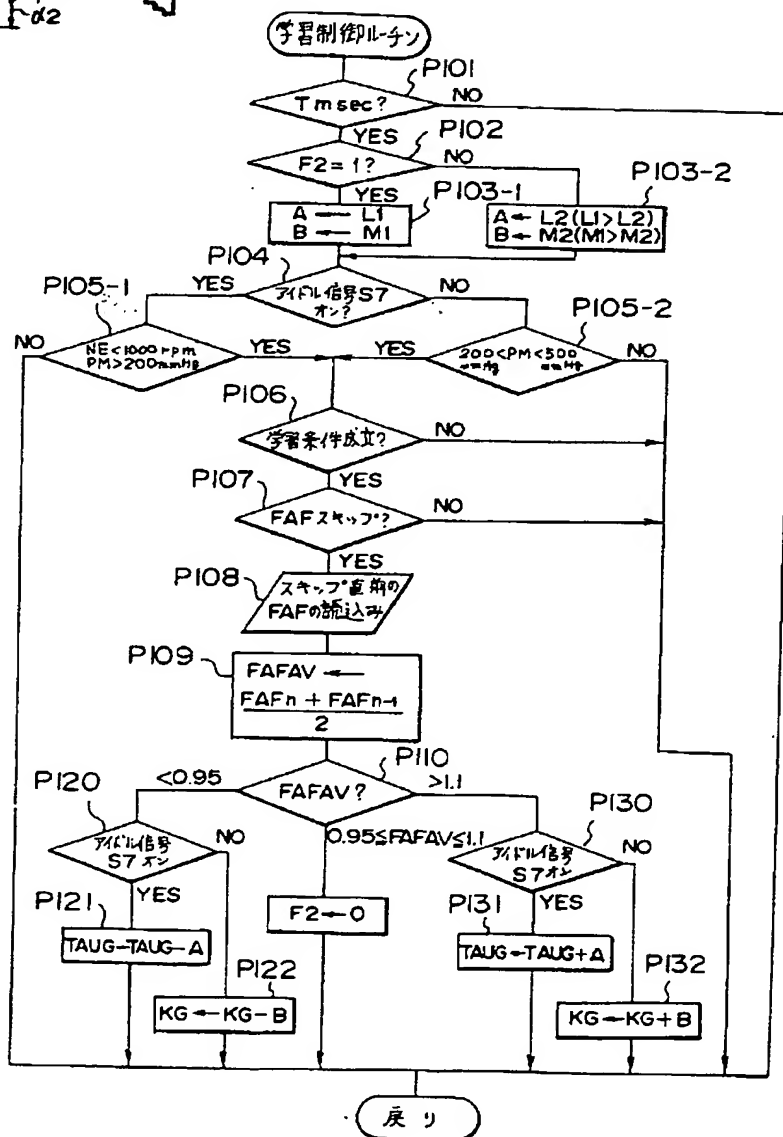 α2
学習制御ルーチン
P101
Tmsec?
NO
YES
P102
F2=1?
NO
YES
P103-1
P103-2
A ← L1
B ← M1
A← L2(L1>L2)
B← M2(M1>M2)
P104
アイドル信号S7
オン?
YES
NO
P105-1
P105-2
NO
NE<1000rpm
PM>200mmHg
YES
YES
200<PM<500
mmHg mmHg
NO
P106
学習条件成立?
NO
YES
P107
FAFスキップ?
NO
YES
P108
スキップ直前の
FAFの読込み
P109
FAFAV ←
FAFn + FAFn-1
2
P110
FAFAV?
<0.95
>1.1
0.95≦FAFAV≦1.1
P120
アイドル信号
S7オン
NO
YES
P130
アイドル信号
S7オン
NO
YES
P121
TAUG←TAUG-A
F2←0
P131
TAUG←TAUG+A
P122
KG←KG-B
P132
KG←KG+B
戻り